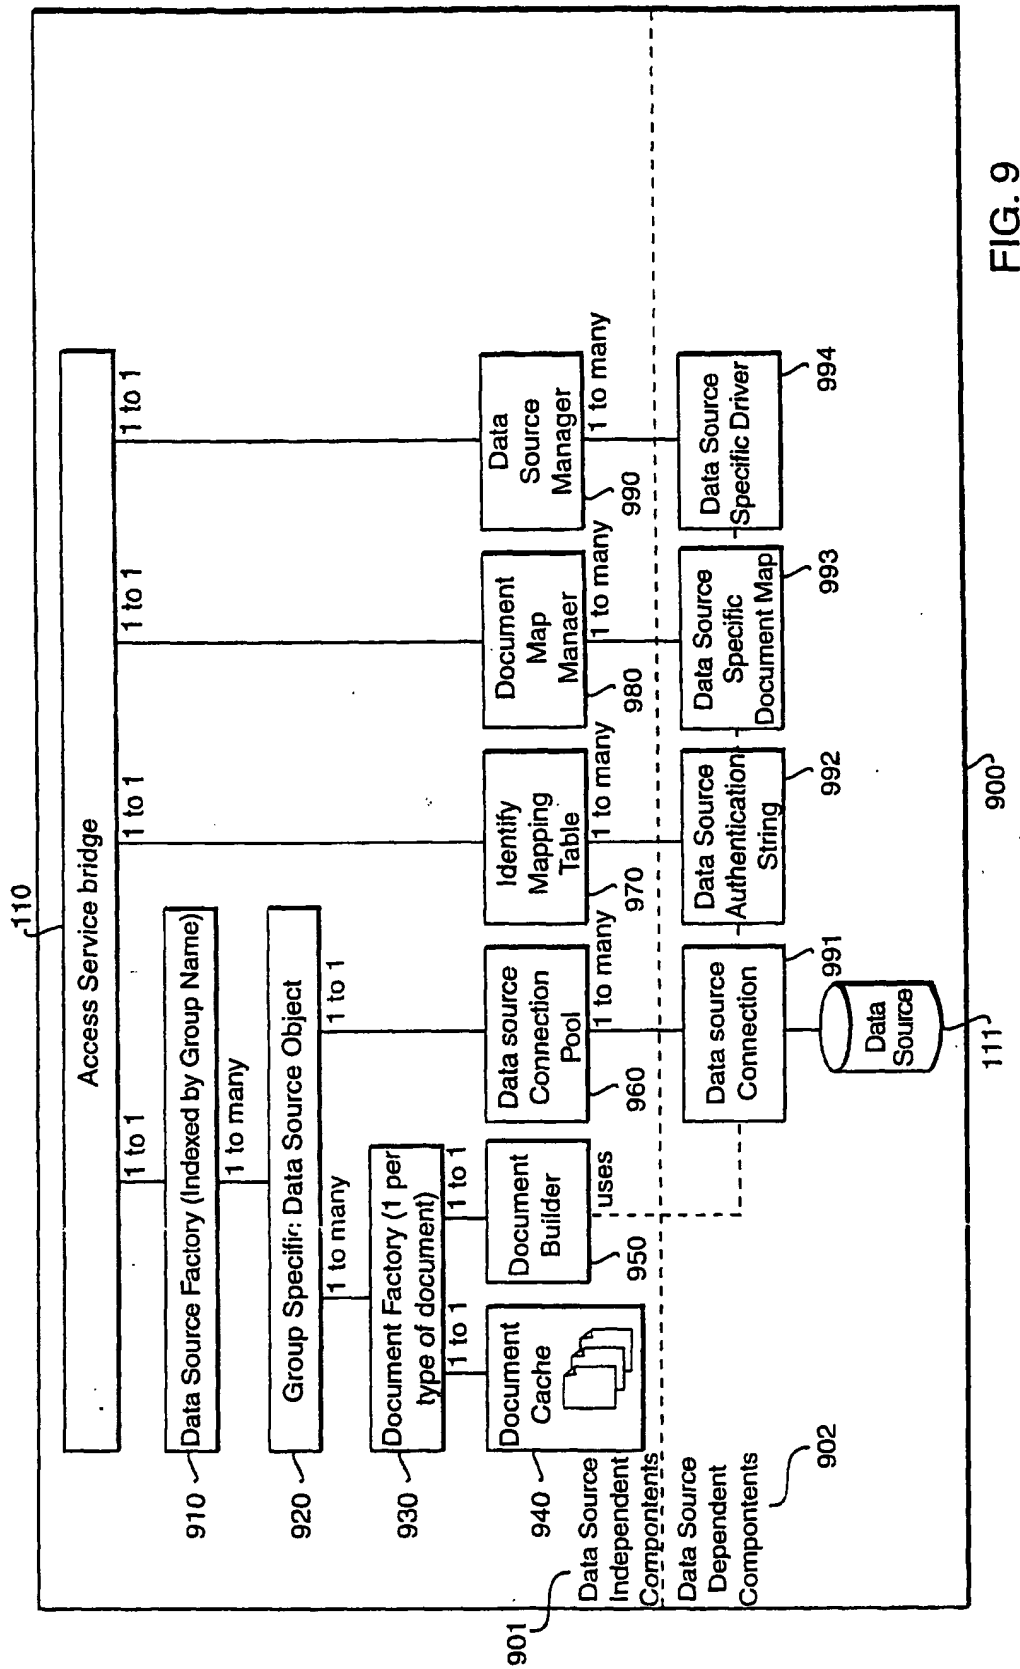 110
Access Service bridge
1 to 1
1 to 1
1 to 1
1 to 1
910
Data Source Factory (Indexed by Group Name)
1 to many
920
Group Specific: Data Source Object
1 to many
1 to 1
930
Document Factory (1 per
type of document)
1 to 1
1 to 1
940
Document
Cache
Document
Builder
950
uses
Data source
Connection
Pool
960
1 to many
Identify
Mapping
Table
970
1 to many
Document
Map
Manaer
980
1 to many
Data
Source
Manager
990
1 to many
901
Data Source
Independent
Compontents
Data Source
Dependent
Compontents
902
Data source
Connection
991
Data Source
Authentication
String
992
Data Source
Specific
Document Map
993
Data Source
Specific Driver
994
Data
Source
111
900
FIG. 9